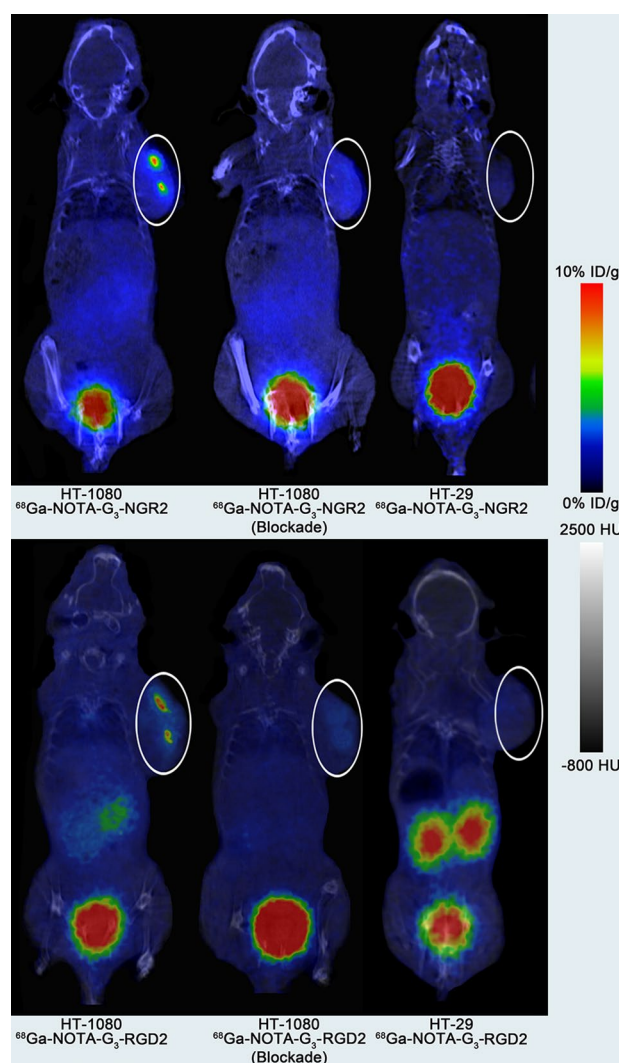 10% ID/g
0% ID/g
HT-1080 HT-1080 HT-29
⁶⁸Ga-NOTA-G₃-NGR2 ⁶⁸Ga-NOTA-G₃-NGR2 ⁶⁸Ga-NOTA-G₃-NGR2
(Blockade)
2500 HU
-800 HU
HT-1080 HT-1080 HT-29
⁶⁸Ga-NOTA-G₃-RGD2 ⁶⁸Ga-NOTA-G₃-RGD2 ⁶⁸Ga-NOTA-G₃-RGD2
(Blockade)